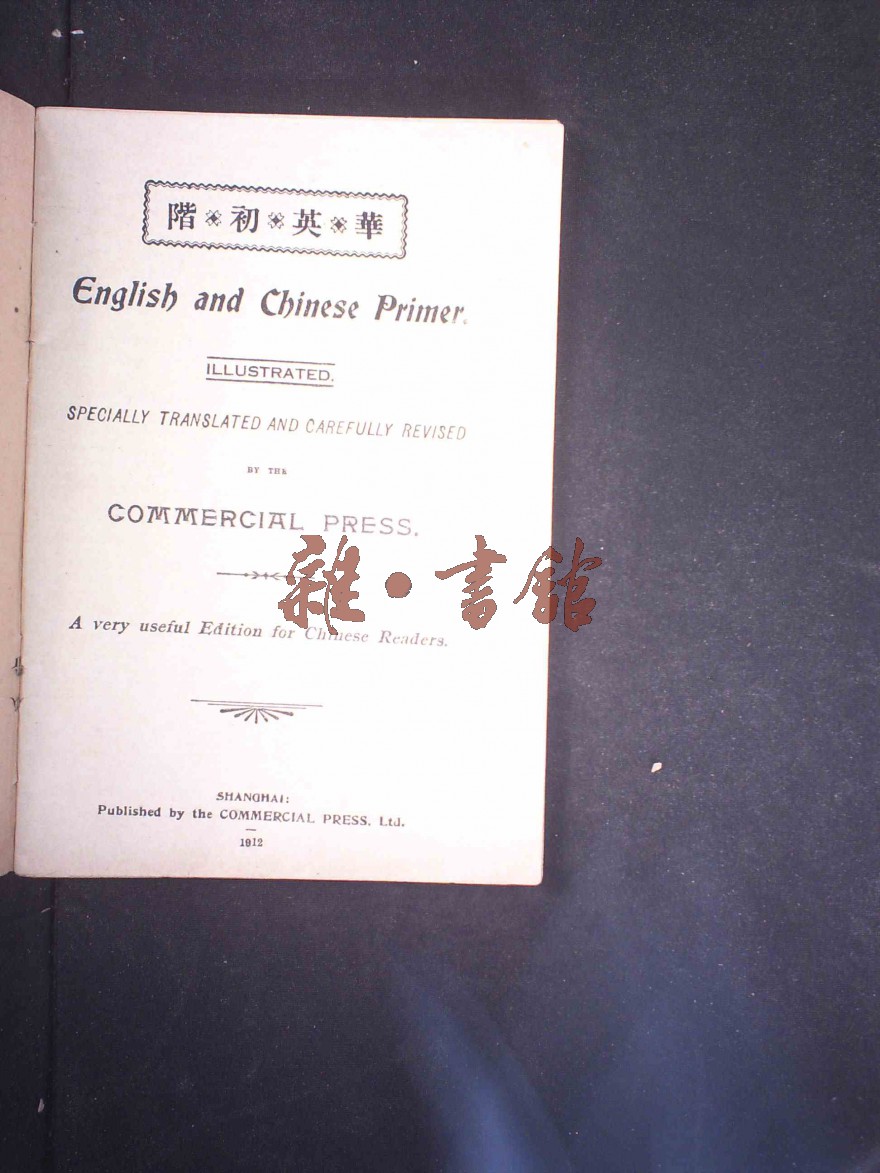 華英初階
English and Chinese Primer.
ILLUSTRATED.
SPECIALLY TRANSLATED AND CAREFULLY REVISED
BY THE
COMMERCIAL PRESS.
雜·書館
A very useful Edition for Chinese Readers.
SHANGHAI:
Published by the COMMERCIAL PRESS, Ltd.
1912